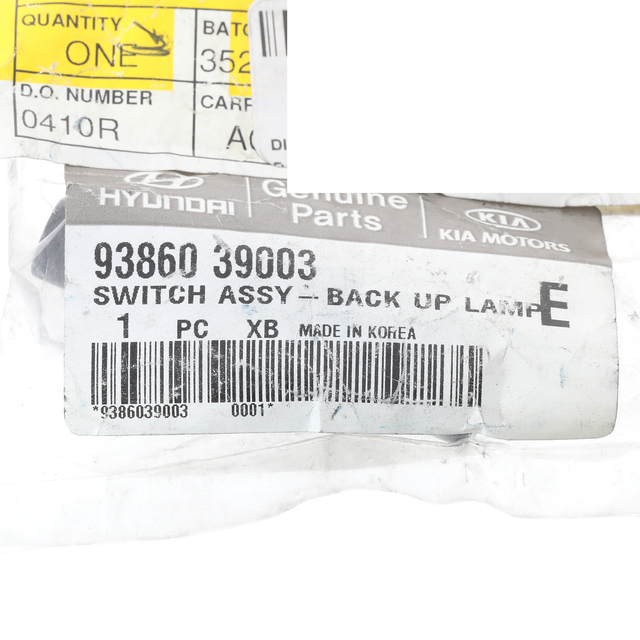 QUANTITY
ONE
D.O. NUMBER
0410R
HYUNDAI
Genuine
Parts
KIA
KIA MOTORS
93860 39003
SWITCH ASSY – BACK UP LAMP E
1 PC XB MADE IN KOREA
*9386039003 0001*